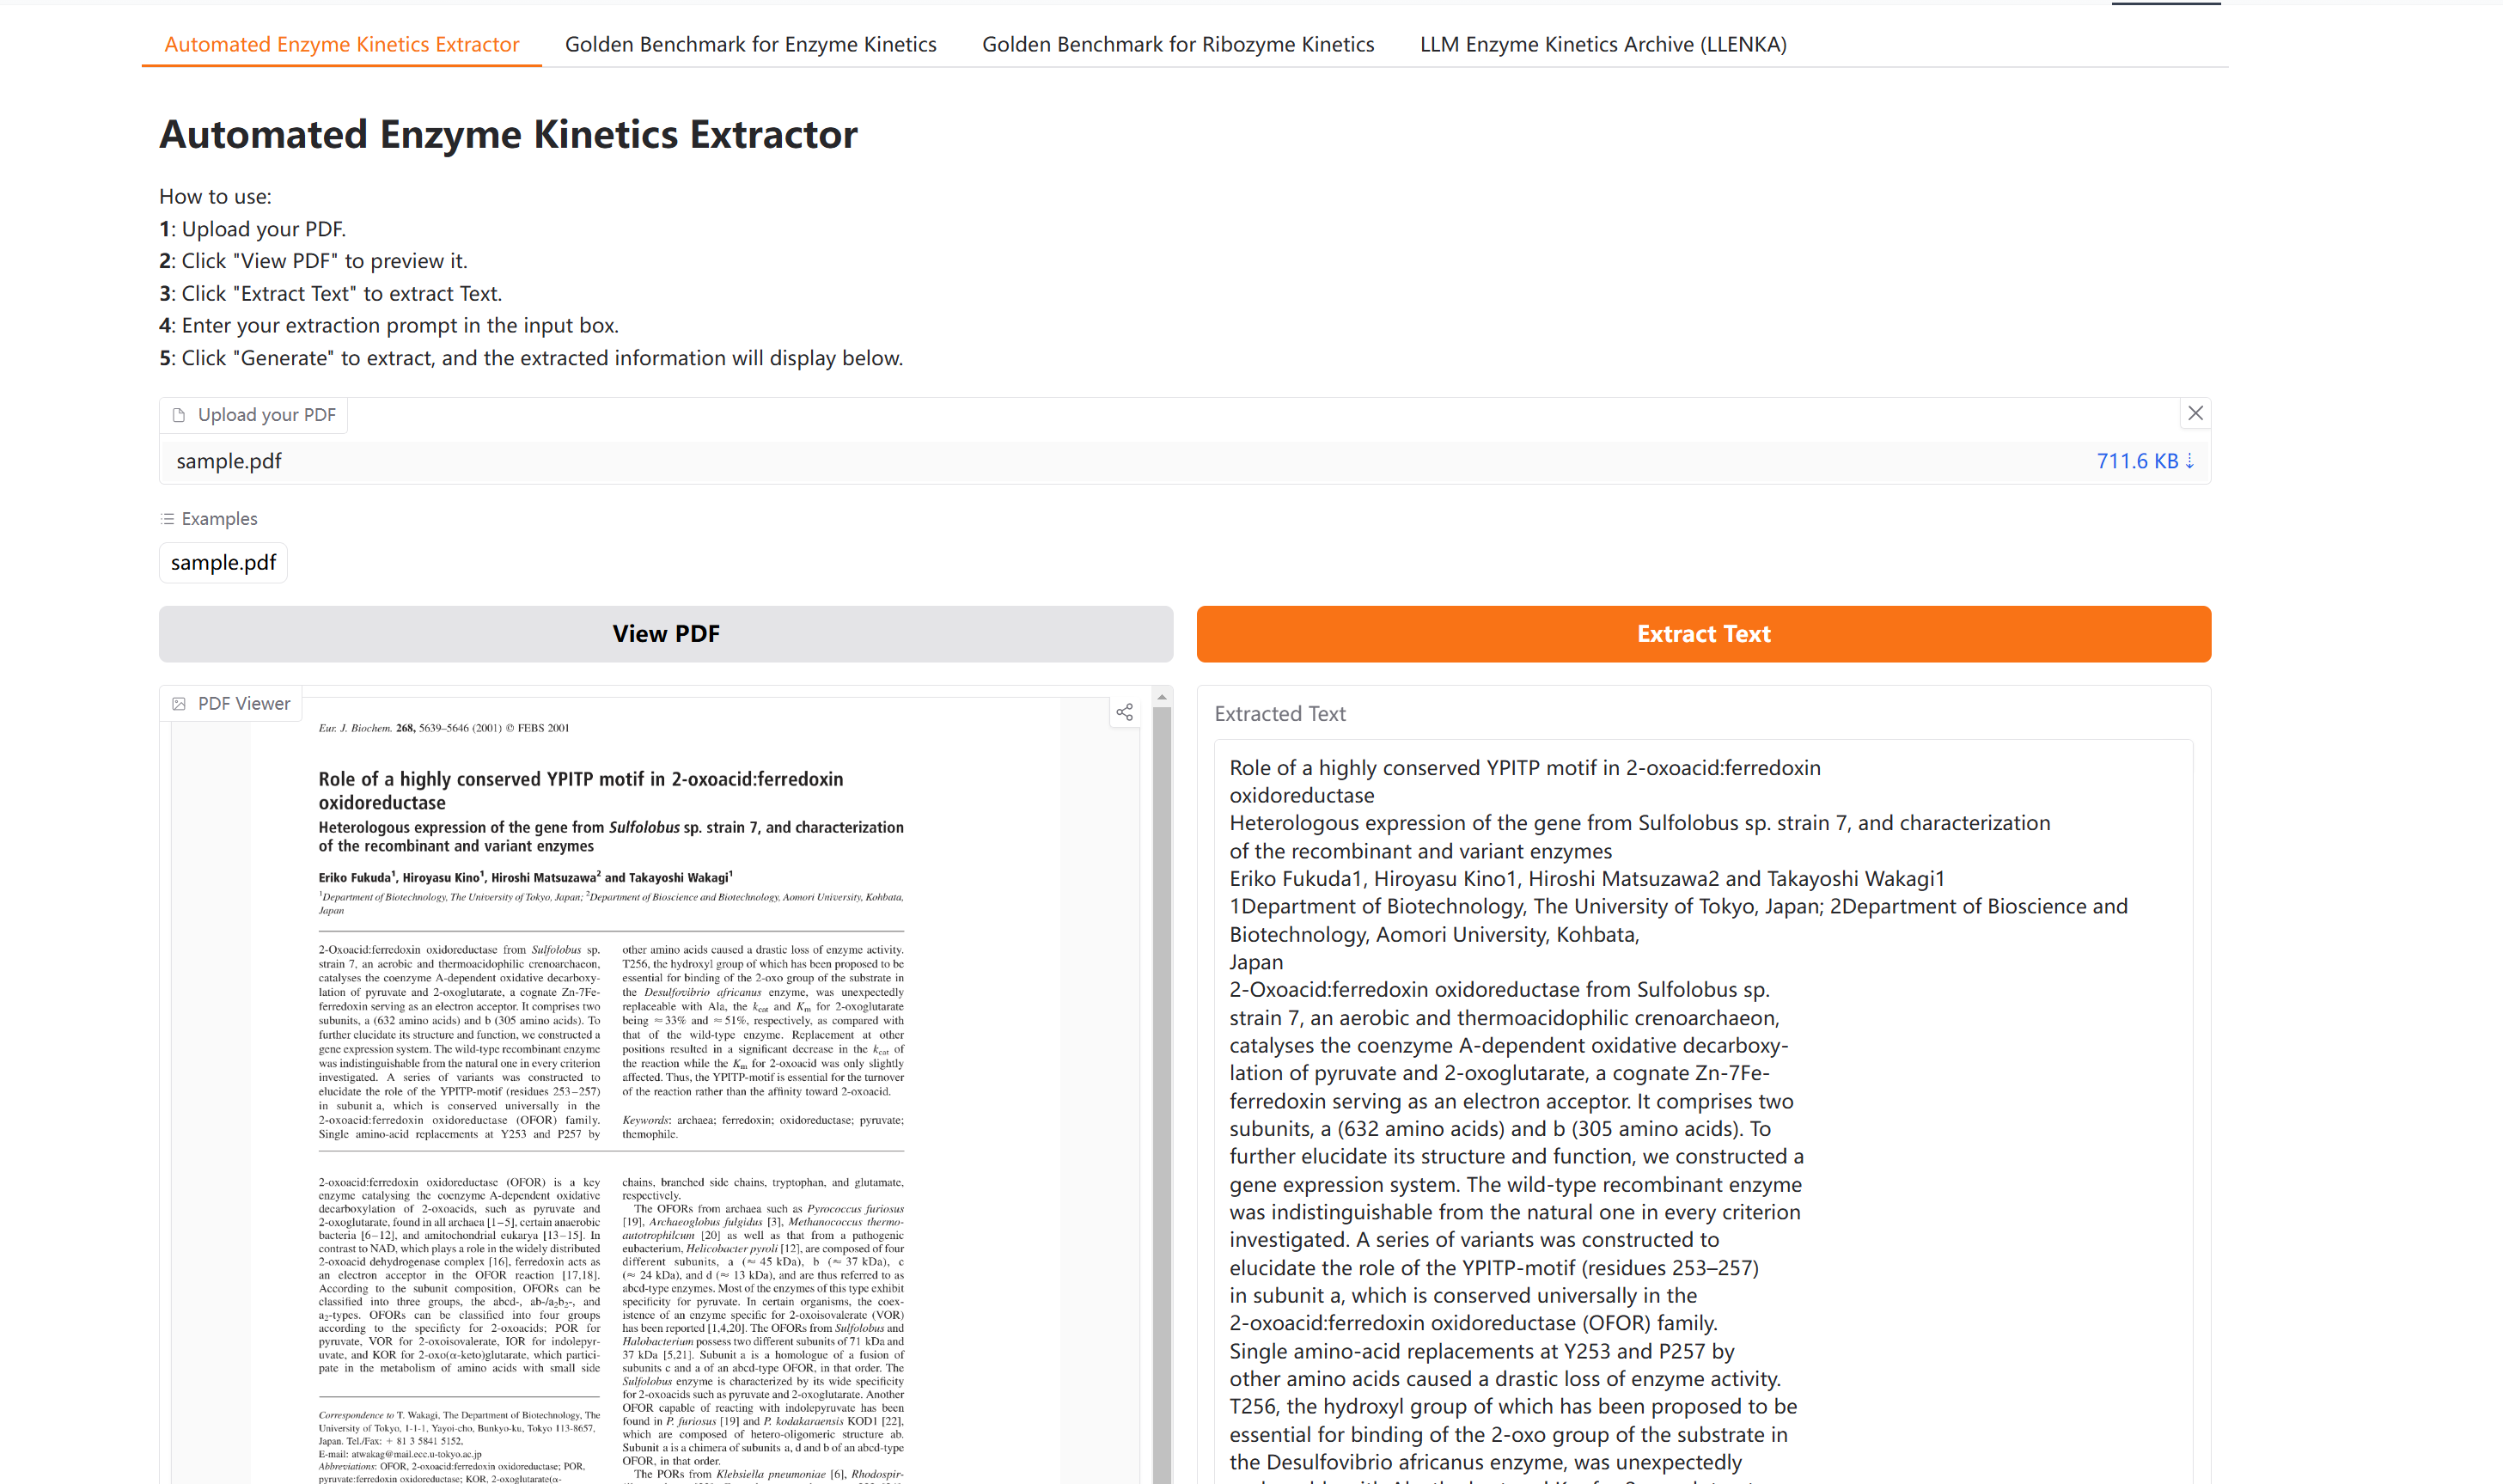 Automated Enzyme Kinetics Extractor
Golden Benchmark for Enzyme Kinetics
Golden Benchmark for Ribozyme Kinetics
LLM Enzyme Kinetics Archive (LLENKA)
Automated Enzyme Kinetics Extractor
How to use:
1: Upload your PDF.
2: Click "View PDF" to preview it.
3: Click "Extract Text" to extract Text.
4: Enter your extraction prompt in the input box.
5: Click "Generate" to extract, and the extracted information will display below.
Upload your PDF
sample.pdf
711.6 KB ⇣
Examples
sample.pdf
View PDF
Extract Text
PDF Viewer
Eur. J. Biochem. 268, 5639–5646 (2001) © FEBS 2001
Role of a highly conserved YPITP motif in 2-oxoacid:ferredoxin
oxidoreductase
Heterologous expression of the gene from Sulfolobus sp. strain 7, and characterization
of the recombinant and variant enzymes
Eriko Fukuda1, Hiroyasu Kino1, Hiroshi Matsuzawa2 and Takayoshi Wakagi1
1Department of Biotechnology, The University of Tokyo, Japan; 2Department of Bioscience and Biotechnology, Aomori University, Kohbata,
Japan
2-Oxoacid:ferredoxin oxidoreductase from Sulfolobus sp.
strain 7, an aerobic and thermoacidophilic crenoarchaeon,
catalyses the coenzyme A-dependent oxidative decarboxy-
lation of pyruvate and 2-oxoglutarate, a cognate Zn-7Fe-
ferredoxin serving as an electron acceptor. It comprises two
subunits, a (632 amino acids) and b (305 amino acids). To
further elucidate its structure and function, we constructed a
gene expression system. The wild-type recombinant enzyme
was indistinguishable from the natural one in every criterion
investigated. A series of variants was constructed to
elucidate the role of the YPITP-motif (residues 253–257)
in subunit a, which is conserved universally in the
2-oxoacid:ferredoxin oxidoreductase (OFOR) family.
Single amino-acid replacements at Y253 and P257 by
other amino acids caused a drastic loss of enzyme activity.
T256, the hydroxyl group of which has been proposed to be
essential for binding of the 2-oxo group of the substrate in
the Desulfovibrio africanus enzyme, was unexpectedly
replaceable with Ala, the kcat and Km for 2-oxoglutarate
being ≈ 33% and ≈ 51%, respectively, as compared with
that of the wild-type enzyme. Replacement at other
positions resulted in a significant decrease in the kcat of
the reaction while the Km for 2-oxoacid was only slightly
affected. Thus, the YPITP-motif is essential for the turnover
of the reaction rather than the affinity toward 2-oxoacid.
Keywords: archaea; ferredoxin; oxidoreductase; pyruvate;
themophile.
2-oxoacid:ferredoxin oxidoreductase (OFOR) is a key
enzyme catalysing the coenzyme A-dependent oxidative
decarboxylation of 2-oxoacids, such as pyruvate and
2-oxoglutarate, found in all archaea [1–5], certain anaerobic
bacteria [6–12], and amitochondrial eukarya [13–15]. In
contrast to NAD, which plays a role in the widely distributed
2-oxoacid dehydrogenase complex [16], ferredoxin acts as
an electron acceptor in the OFOR reaction [17,18].
According to the subunit composition, OFORs can be
classified into three groups, the abcd-, ab-/a2b2-, and
a2-types. OFORs can be classified into four groups
according to the specificty for 2-oxoacids; POR for
pyruvate, VOR for 2-oxoisovalerate, IOR for indolepyr-
uvate, and KOR for 2-oxo(α-keto)glutarate, which partici-
pate in the metabolism of amino acids with small side
Correspondence to T. Wakagi, The Department of Biotechnology, The
University of Tokyo, 1-1-1, Yayoi-cho, Bunkyo-ku, Tokyo 113-8657,
Japan. Tel./Fax: + 81 3 5841 5152,
E-mail: atwakag@mail.ecc.u-tokyo.ac.jp
Abbreviations: OFOR, 2-oxoacid:ferredoxin oxidoreductase; POR,
pyruvate:ferredoxin oxidoreductase; KOR, 2-oxoglutarate(α-
chains, branched side chains, tryptophan, and glutamate,
respectively.
The OFORs from archaea such as Pyrococcus furiosus
[19], Archaeoglobus fulgidus [3], Methanococcus thermo-
autotrophilcum [20] as well as that from a pathogenic
eubacterium, Helicobacter pyroli [12], are composed of four
different subunits, a (≈ 45 kDa), b (≈ 37 kDa), c
(≈ 24 kDa), and d (≈ 13 kDa), and are thus referred to as
abcd-type enzymes. Most of the enzymes of this type exhibit
specificity for pyruvate. In certain organisms, the coex-
istence of an enzyme specific for 2-oxoisovalerate (VOR)
has been reported [1,4,20]. The OFORs from Sulfolobus and
Halobacterium possess two different subunits of 71 kDa and
37 kDa [5,21]. Subunit a is a homologue of a fusion of
subunits c and a of an abcd-type OFOR, in that order. The
Sulfolobus enzyme is characterized by its wide specificity
for 2-oxoacids such as pyruvate and 2-oxoglutarate. Another
OFOR capable of reacting with indolepyruvate has been
found in P. furiosus [19] and P. kodakaraensis KOD1 [22],
which are composed of hetero-oligomeric structure ab.
Subunit a is a chimera of subunits a, d and b of an abcd-type
OFOR, in that order.
The PORs from Klebsiella pneumoniae [6], Rhodospir-
Extracted Text
Role of a highly conserved YPITP motif in 2-oxoacid:ferredoxin
oxidoreductase
Heterologous expression of the gene from Sulfolobus sp. strain 7, and characterization
of the recombinant and variant enzymes
Eriko Fukuda1, Hiroyasu Kino1, Hiroshi Matsuzawa2 and Takayoshi Wakagi1
1Department of Biotechnology, The University of Tokyo, Japan; 2Department of Bioscience and
Biotechnology, Aomori University, Kohbata,
Japan
2-Oxoacid:ferredoxin oxidoreductase from Sulfolobus sp.
strain 7, an aerobic and thermoacidophilic crenoarchaeon,
catalyses the coenzyme A-dependent oxidative decarboxy-
lation of pyruvate and 2-oxoglutarate, a cognate Zn-7Fe-
ferredoxin serving as an electron acceptor. It comprises two
subunits, a (632 amino acids) and b (305 amino acids). To
further elucidate its structure and function, we constructed a
gene expression system. The wild-type recombinant enzyme
was indistinguishable from the natural one in every criterion
investigated. A series of variants was constructed to
elucidate the role of the YPITP-motif (residues 253–257)
in subunit a, which is conserved universally in the
2-oxoacid:ferredoxin oxidoreductase (OFOR) family.
Single amino-acid replacements at Y253 and P257 by
other amino acids caused a drastic loss of enzyme activity.
T256, the hydroxyl group of which has been proposed to be
essential for binding of the 2-oxo group of the substrate in
the Desulfovibrio africanus enzyme, was unexpectedly